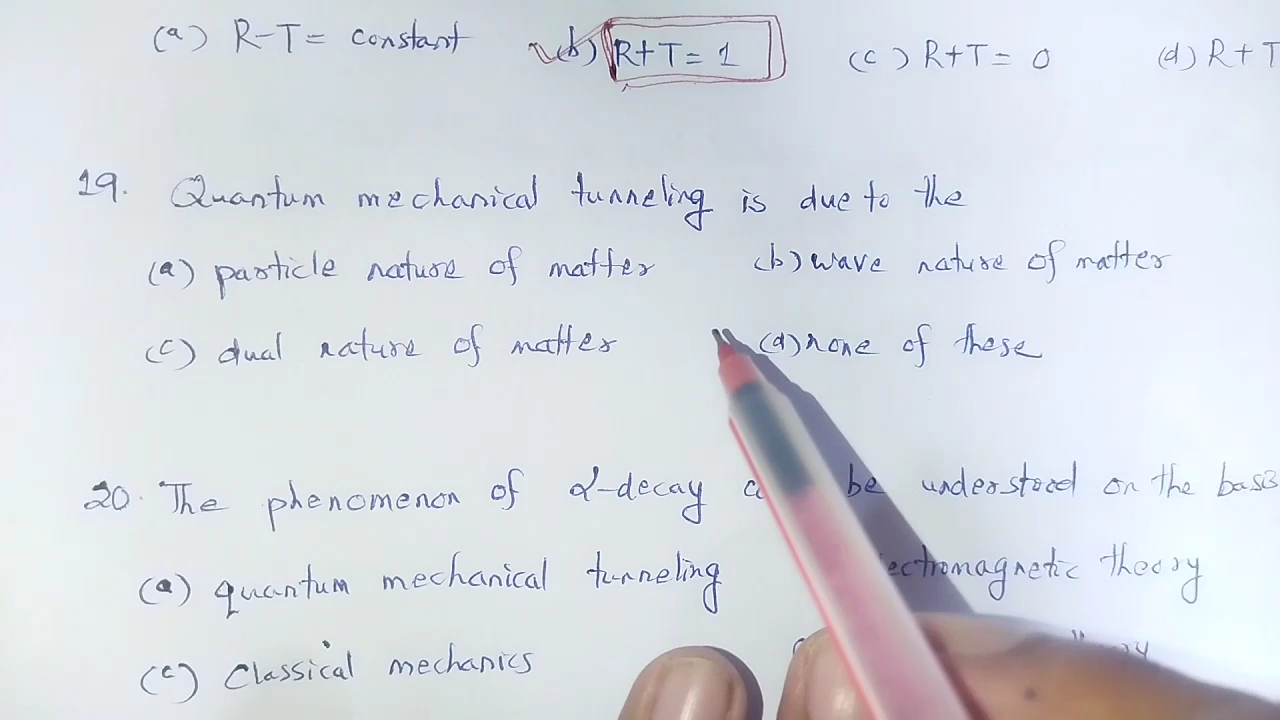 (a) R-T = constant (b) R+T = 1 (c) R+T = 0 (d) R+T
19. Quantum mechanical tunneling is due to the
(a) particle nature of matter (b) wave nature of matter
(c) dual nature of matter (d) none of these
20. The phenomenon of α-decay be understood on the basis
(a) quantum mechanical tunneling ectromagnetic theory
(c) Classical mechanics